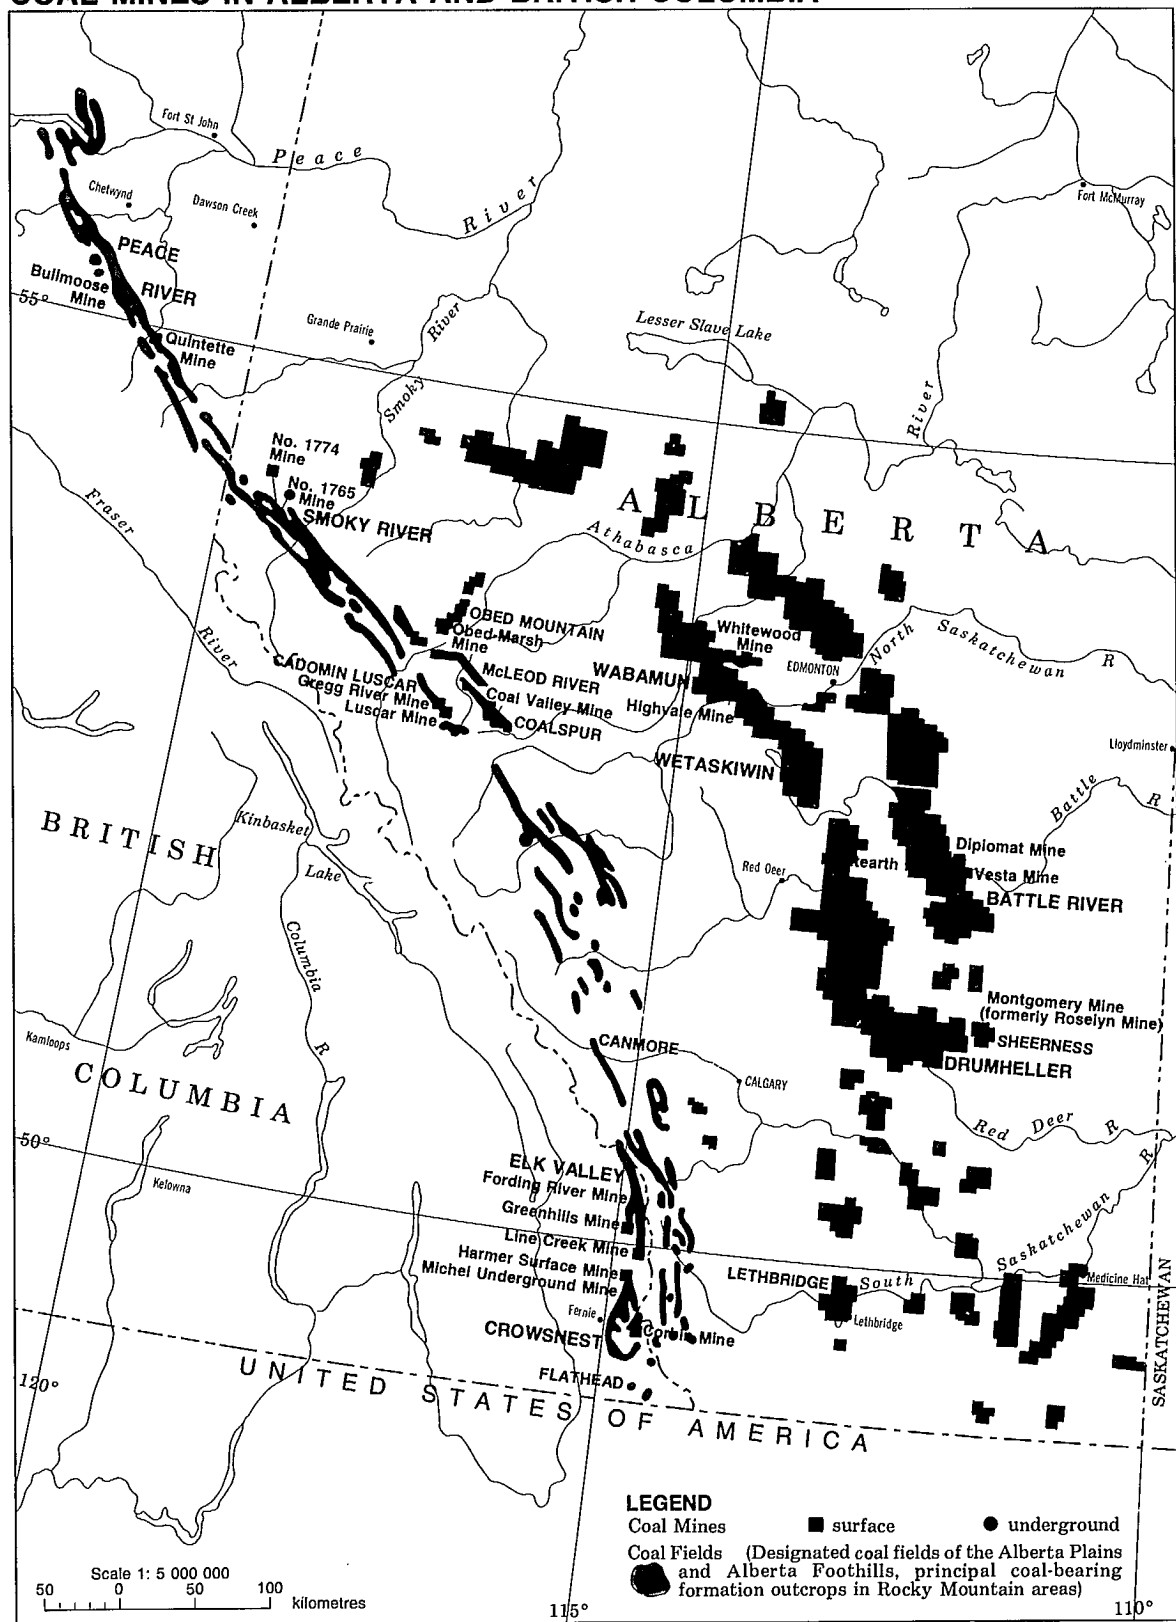 COAL MINES IN ALBERTA AND BRITISH COLUMBIA
Fort St John
Peace
River
Chetwynd
Dawson Creek
Fort McMurray
PEACE
RIVER
Bullmoose
Mine
55°
Quintette
Mine
Grande Prairie
Smoky
River
Lesser Slave Lake
River
No. 1774
Mine
No. 1765
Mine
SMOKY RIVER
Fraser
River
ALBERTA
Athabasca
OBED MOUNTAIN
Obed-Marsh
Mine
McLEOD RIVER
CADOMIN LUSCAR
Gregg River Mine
Luscar Mine
Coal Valley Mine
COALSPUR
Whitewood
Mine
WABAMUN
EDMONTON
North
Saskatchewan
R
Highvale Mine
WETASKIWIN
Lloydminster
Battle
R
BRITISH
Kinbasket
Lake
Red Deer
Diplomat Mine
Vesta Mine
BATTLE RIVER
Columbia
R
Montgomery Mine
(formerly Roselyn Mine)
SHEERNESS
DRUMHELLER
Kamloops
CANMORE
CALGARY
COLUMBIA
Red Deer R
R
50°
Kelowna
ELK VALLEY
Fording River Mine
Greenhills Mine
Line Creek Mine
Harmer Surface Mine
Michel Underground Mine
Saskatchewan
LETHBRIDGE
South
Medicine Hat
Lethbridge
Fernie
CROWSNEST
Corbin Mine
FLATHEAD
SASKATCHEWAN
120°
UNITED STATES OF AMERICA
LEGEND
Coal Mines surface underground
Coal Fields (Designated coal fields of the Alberta Plains
and Alberta Foothills, principal coal-bearing
formation outcrops in Rocky Mountain areas)
Scale 1: 5 000 000
50 0 50 100
kilometres
115°
110°